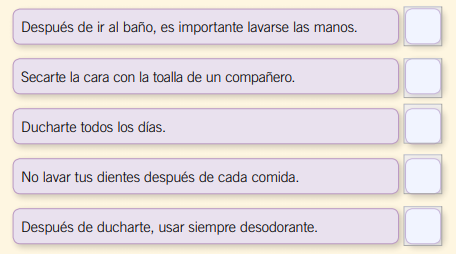 Después de ir al baño, es importante lavarse las manos.
Secarte la cara con la toalla de un compañero.
Ducharte todos los días.
No lavar tus dientes después de cada comida.
Después de ducharte, usar siempre desodorante.